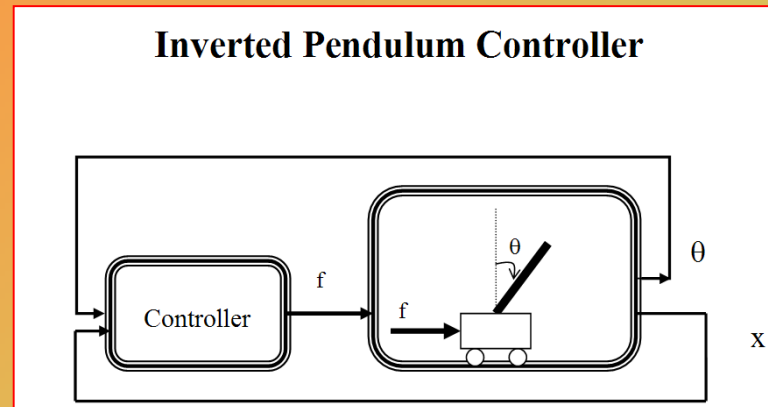 Inverted Pendulum Controller
θ
θ
f
f
Controller
x